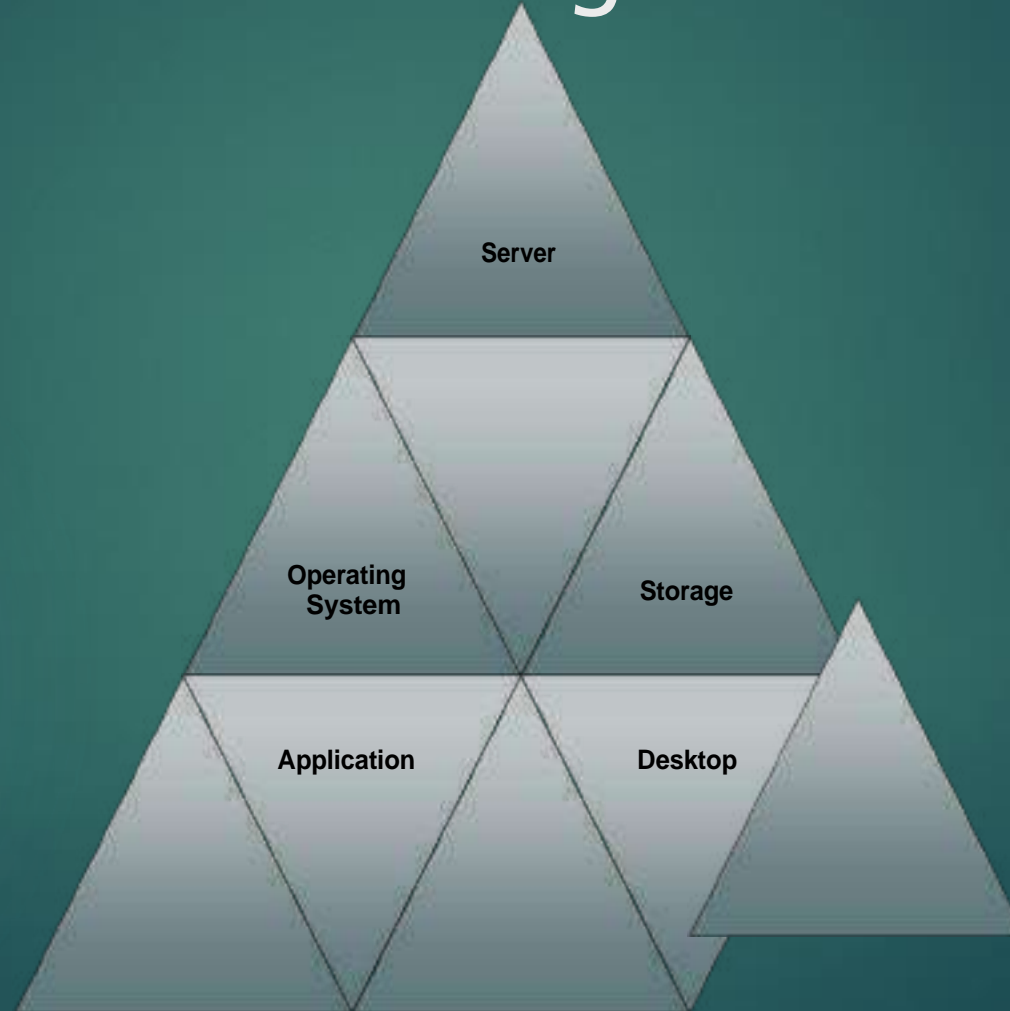 Server
Operating
System
Storage
Application
Desktop